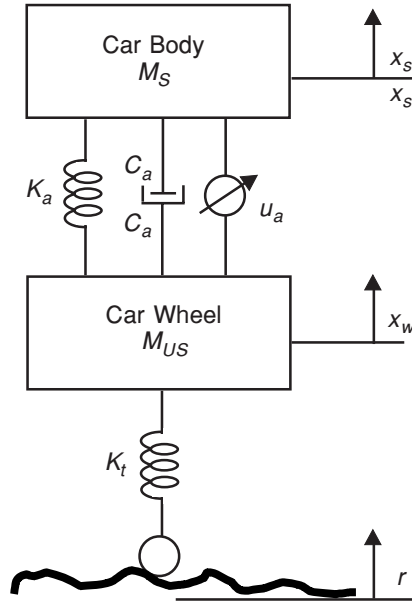 Car Body
M_S
x_s
x_s
K_a
C_a
C_a
u_a
Car Wheel
M_US
x_w
K_t
r